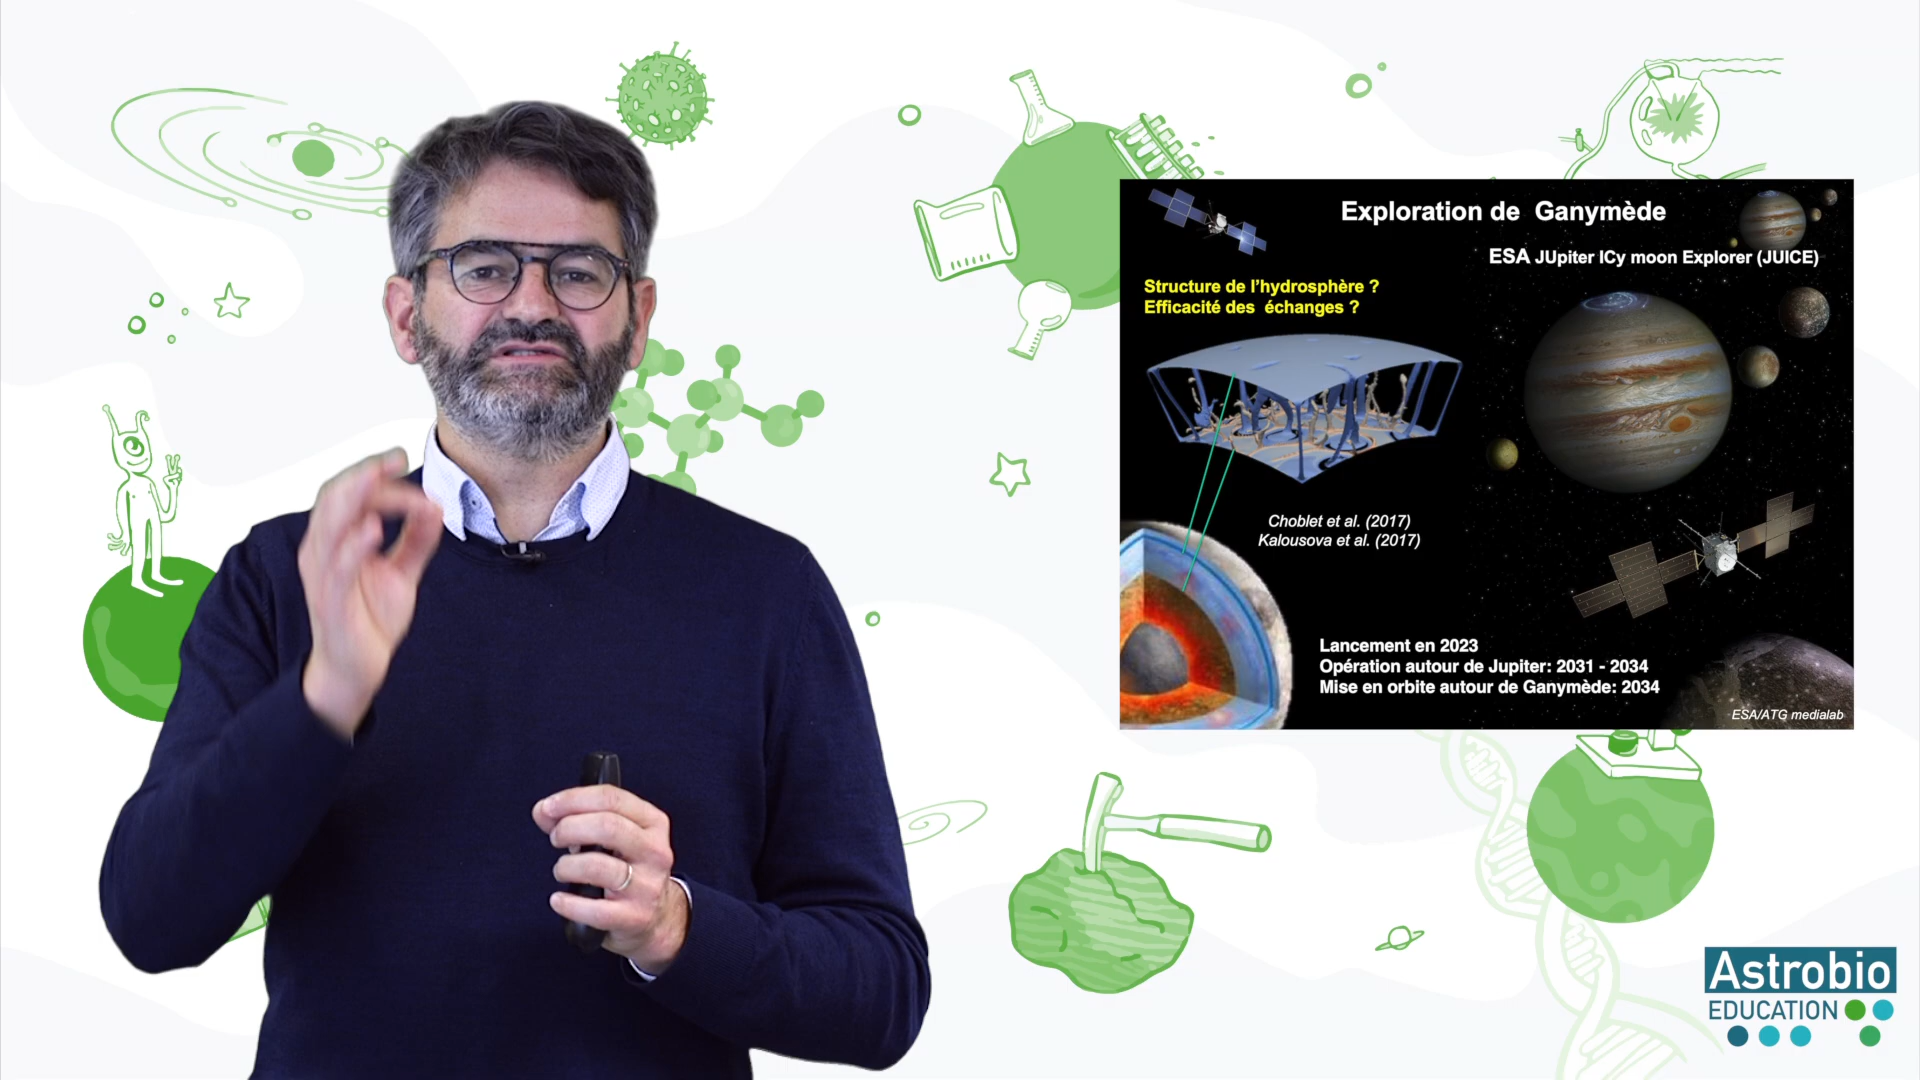 Exploration de Ganymède
ESA JUpiter ICy moon Explorer (JUICE)
Structure de l'hydrosphère ?
Efficacité des échanges ?
Choblet et al. (2017)
Kalousova et al. (2017)
Lancement en 2023
Opération autour de Jupiter: 2031 - 2034
Mise en orbite autour de Ganymède: 2034
ESA/ATG medialab
Astrobio
EDUCATION